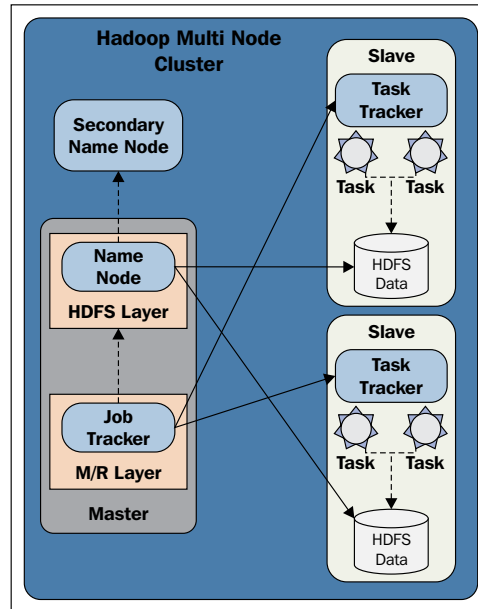 Hadoop Multi Node
Cluster
Secondary
Name Node
Name
Node
HDFS Layer
Job
Tracker
M/R Layer
Master
Slave
Task
Tracker
Task
Task
HDFS
Data
Slave
Task
Tracker
Task
Task
HDFS
Data